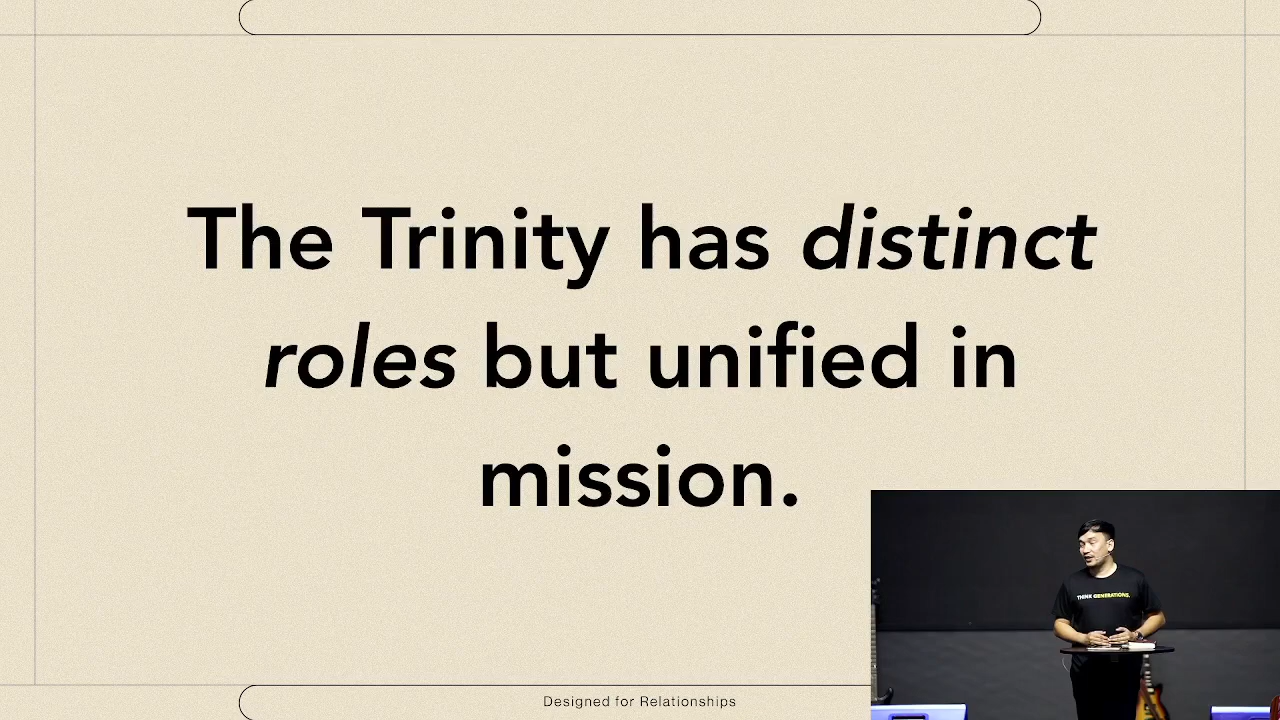 The Trinity has distinct
roles but unified in
mission.
THINK GENERATIONS.
Designed for Relationships